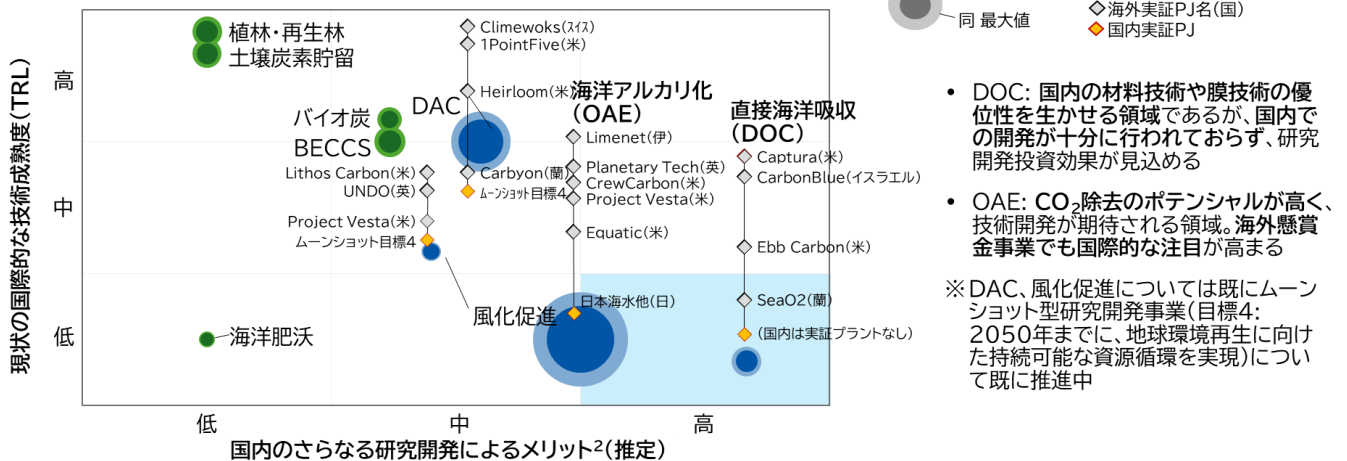 現状の国際的な技術成熟度(TRL)
高
中
低
植林・再生林
土壌炭素貯留
バイオ炭
BECCS
海洋肥沃
Lithos Carbon(米)
UNDO(英)
Project Vesta(米)
ムーンショット目標4
風化促進
DAC
Climewoks(スイス)
1PointFive(米)
Heirloom(米)
Carbyon(蘭)
ムーンショット目標4
海洋アルカリ化
(OAE)
Limenet(伊)
Planetary Tech(英)
CrewCarbon(米)
Project Vesta(米)
Equatic(米)
日本海水他(日)
直接海洋吸収
(DOC)
Captura(米)
CarbonBlue(イスラエル)
Ebb Carbon(米)
SeaO2(蘭)
(国内は実証プラントなし)
低
中
高
国内のさらなる研究開発によるメリット²(推定)
同 最大値
海外実証PJ名(国)
国内実証PJ
• DOC: 国内の材料技術や膜技術の優
位性を生かせる領域であるが、国内で
の開発が十分に行われておらず、研究
開発投資効果が見込める
• OAE: CO₂除去のポテンシャルが高く、
技術開発が期待される領域。海外懸賞
金事業でも国際的な注目が高まる
※DAC、風化促進については既にムーン
ショット型研究開発事業(目標4:
2050年までに、地球環境再生に向け
た持続可能な資源循環を実現)につい
て既に推進中